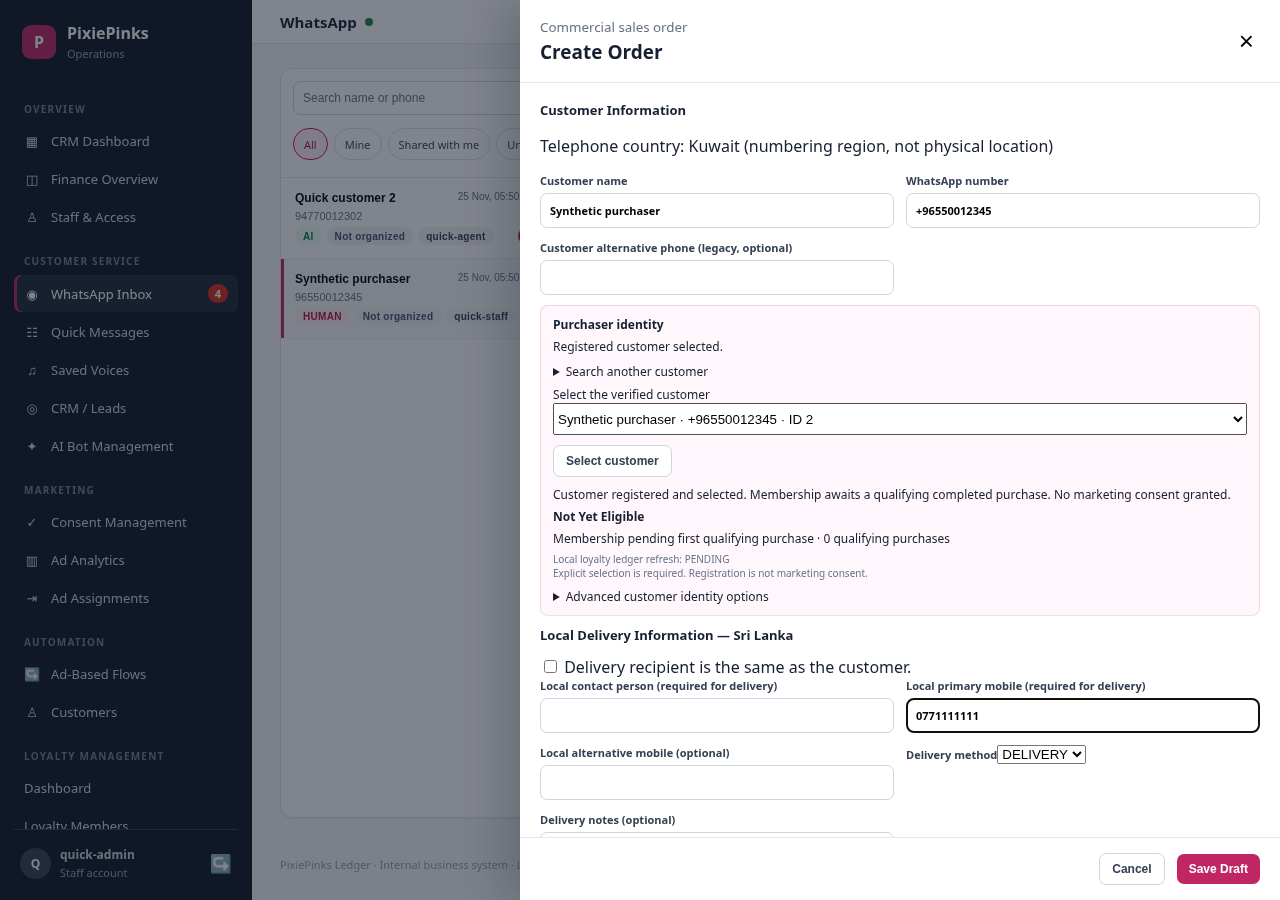 P
PixiePinks
Operations
OVERVIEW
CRM Dashboard
Finance Overview
Staff & Access
CUSTOMER SERVICE
WhatsApp Inbox 4
Quick Messages
Saved Voices
CRM / Leads
AI Bot Management
MARKETING
Consent Management
Ad Analytics
Ad Assignments
AUTOMATION
Ad-Based Flows
Customers
LOYALTY MANAGEMENT
Dashboard
Loyalty Members
Q
quick-admin
Staff account
WhatsApp
Search name or phone
All Mine Shared with me
Quick customer 2 25 Nov, 05:50
94770012302
AI Not organized quick-agent
Synthetic purchaser 25 Nov, 05:50
96550012345
HUMAN Not organized quick-staff
PixiePinks Ledger · Internal business system ·
Commercial sales order
Create Order
Customer Information
Telephone country: Kuwait (numbering region, not physical location)
Customer name WhatsApp number
Synthetic purchaser +96550012345
Customer alternative phone (legacy, optional)
Purchaser identity
Registered customer selected.
Search another customer
Select the verified customer
Synthetic purchaser · +96550012345 · ID 2
Select customer
Customer registered and selected. Membership awaits a qualifying completed purchase. No marketing consent granted.
Not Yet Eligible
Membership pending first qualifying purchase · 0 qualifying purchases
Local loyalty ledger refresh: PENDING
Explicit selection is required. Registration is not marketing consent.
Advanced customer identity options
Local Delivery Information — Sri Lanka
Delivery recipient is the same as the customer.
Local contact person (required for delivery) Local primary mobile (required for delivery)
0771111111
Local alternative mobile (optional) Delivery method DELIVERY
Delivery notes (optional)
Cancel Save Draft